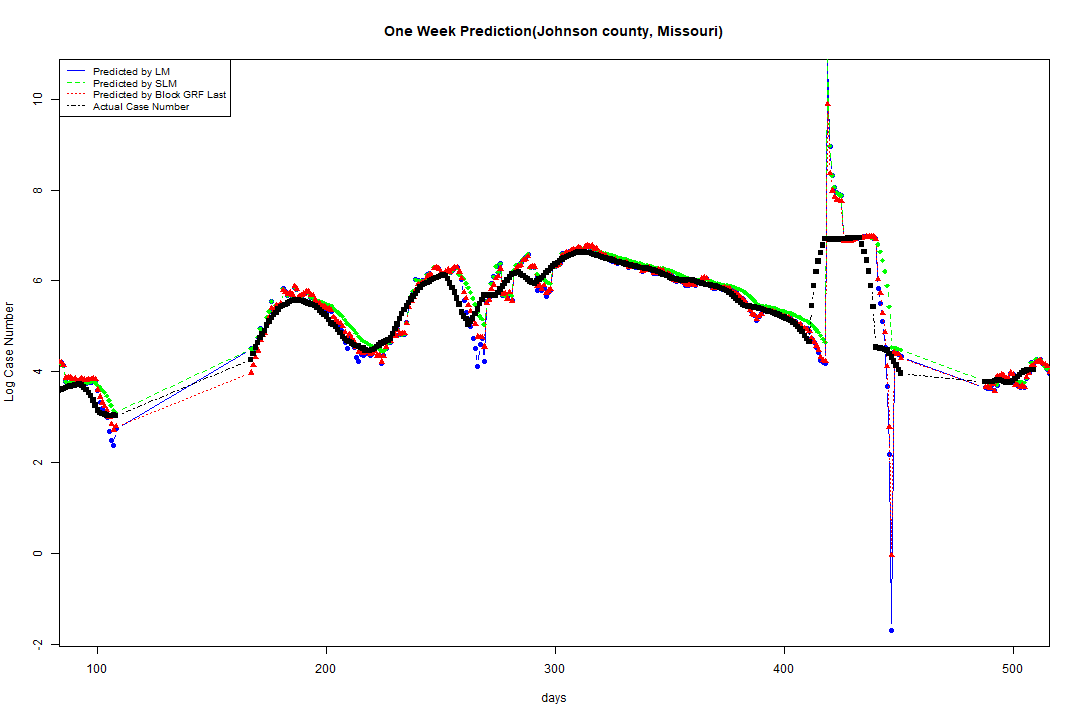 One Week Prediction(Johnson county, Missouri)
Predicted by LM
Predicted by SLM
Predicted by Block GRF Last
Actual Case Number
Log Case Number
10
8
6
4
2
0
-2
100 200 300 400 500
days